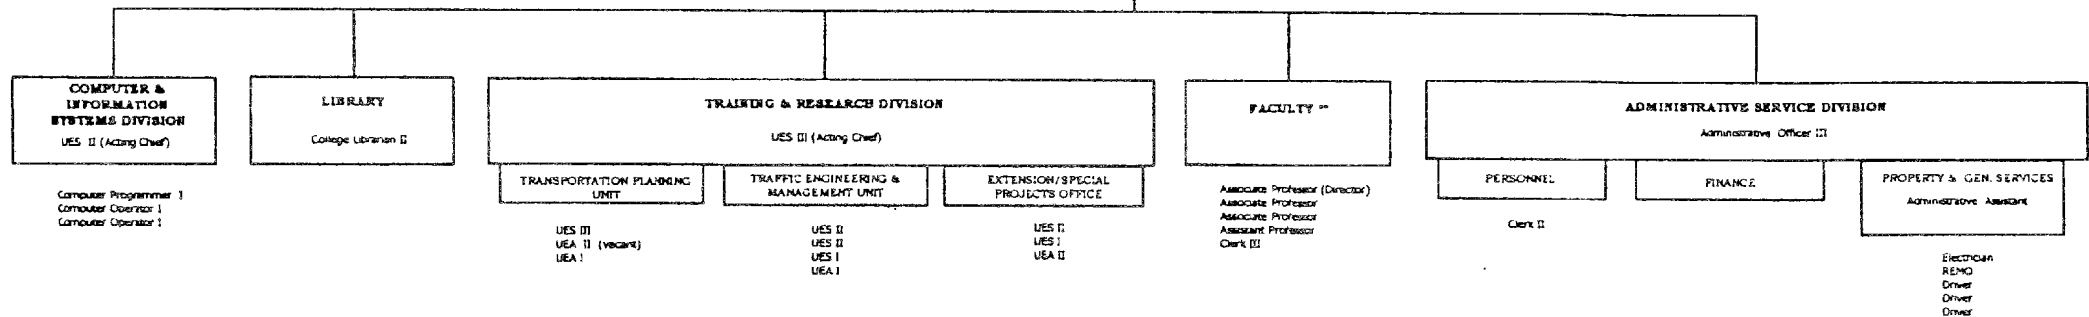 COMPUTER &
INFORMATION
SYSTEMS DIVISION
UES II (Acting Chief)
Computer Programmer I
Computer Operator I
Computer Operator I
LIBRARY
College Librarian II
TRAINING & RESEARCH DIVISION
UES III (Acting Chief)
TRANSPORTATION PLANNING
UNIT
UES III
UEA II (vacant)
UEA I
TRAFFIC ENGINEERING &
MANAGEMENT UNIT
UES II
UES II
UES I
UEA I
EXTENSION/SPECIAL
PROJECTS OFFICE
UES II
UES I
UEA II
FACULTY **
Associate Professor (Director)
Associate Professor
Associate Professor
Assistant Professor
Clerk III
ADMINISTRATIVE SERVICE DIVISION
Administrative Officer III
PERSONNEL
Clerk II
FINANCE
PROPERTY & GEN. SERVICES
Administrative Assistant
Electrician
REMO
Driver
Driver
Driver